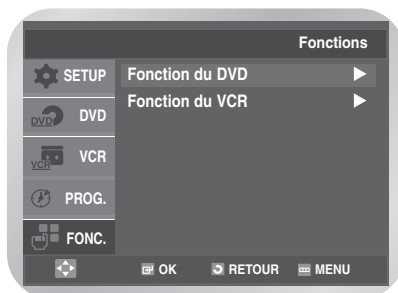 Fonctions
SETUP
Fonction du DVD
Fonction du VCR
DVD DVD
VCR VCR
PROG.
FONC.
OK RETOUR MENU